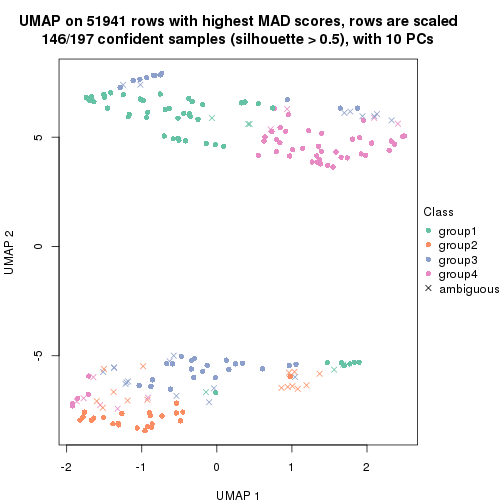 UMAP on 51941 rows with highest MAD scores, rows are scaled
146/197 confident samples (silhouette > 0.5), with 10 PCs
UMAP 2
5
0
-5
-2
-1
0
1
2
UMAP 1
Class
group1
group2
group3
group4
ambiguous